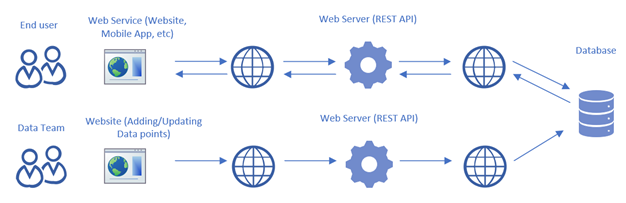 End user
Web Service (Website,
Mobile App, etc)
Web Server (REST API)
Database
Data Team
Website (Adding/Updating
Data points)
Web Server (REST API)